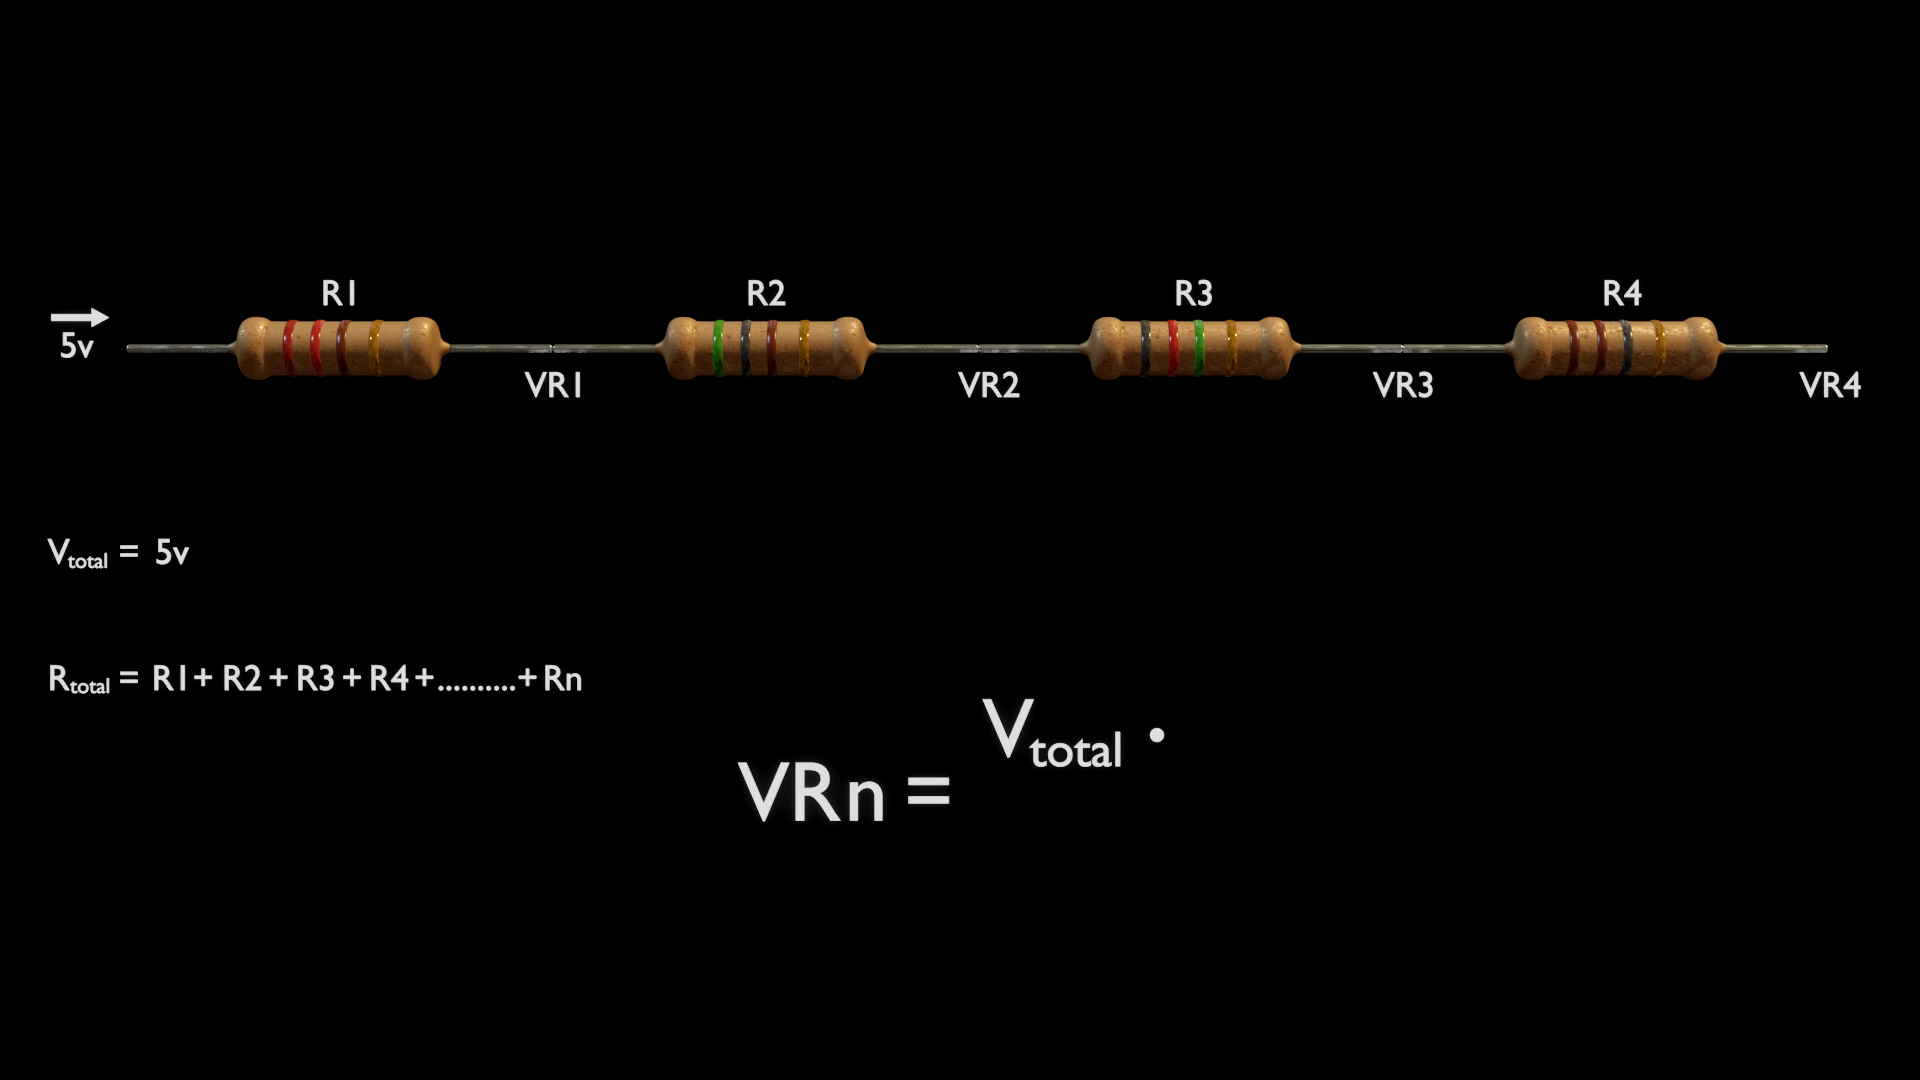 R1 R2 R3 R4
5v
VR1 VR2 VR3 VR4
Vtotal = 5v
Rtotal = R1 + R2 + R3 + R4 + .......... + Rn
VRn = Vtotal ·